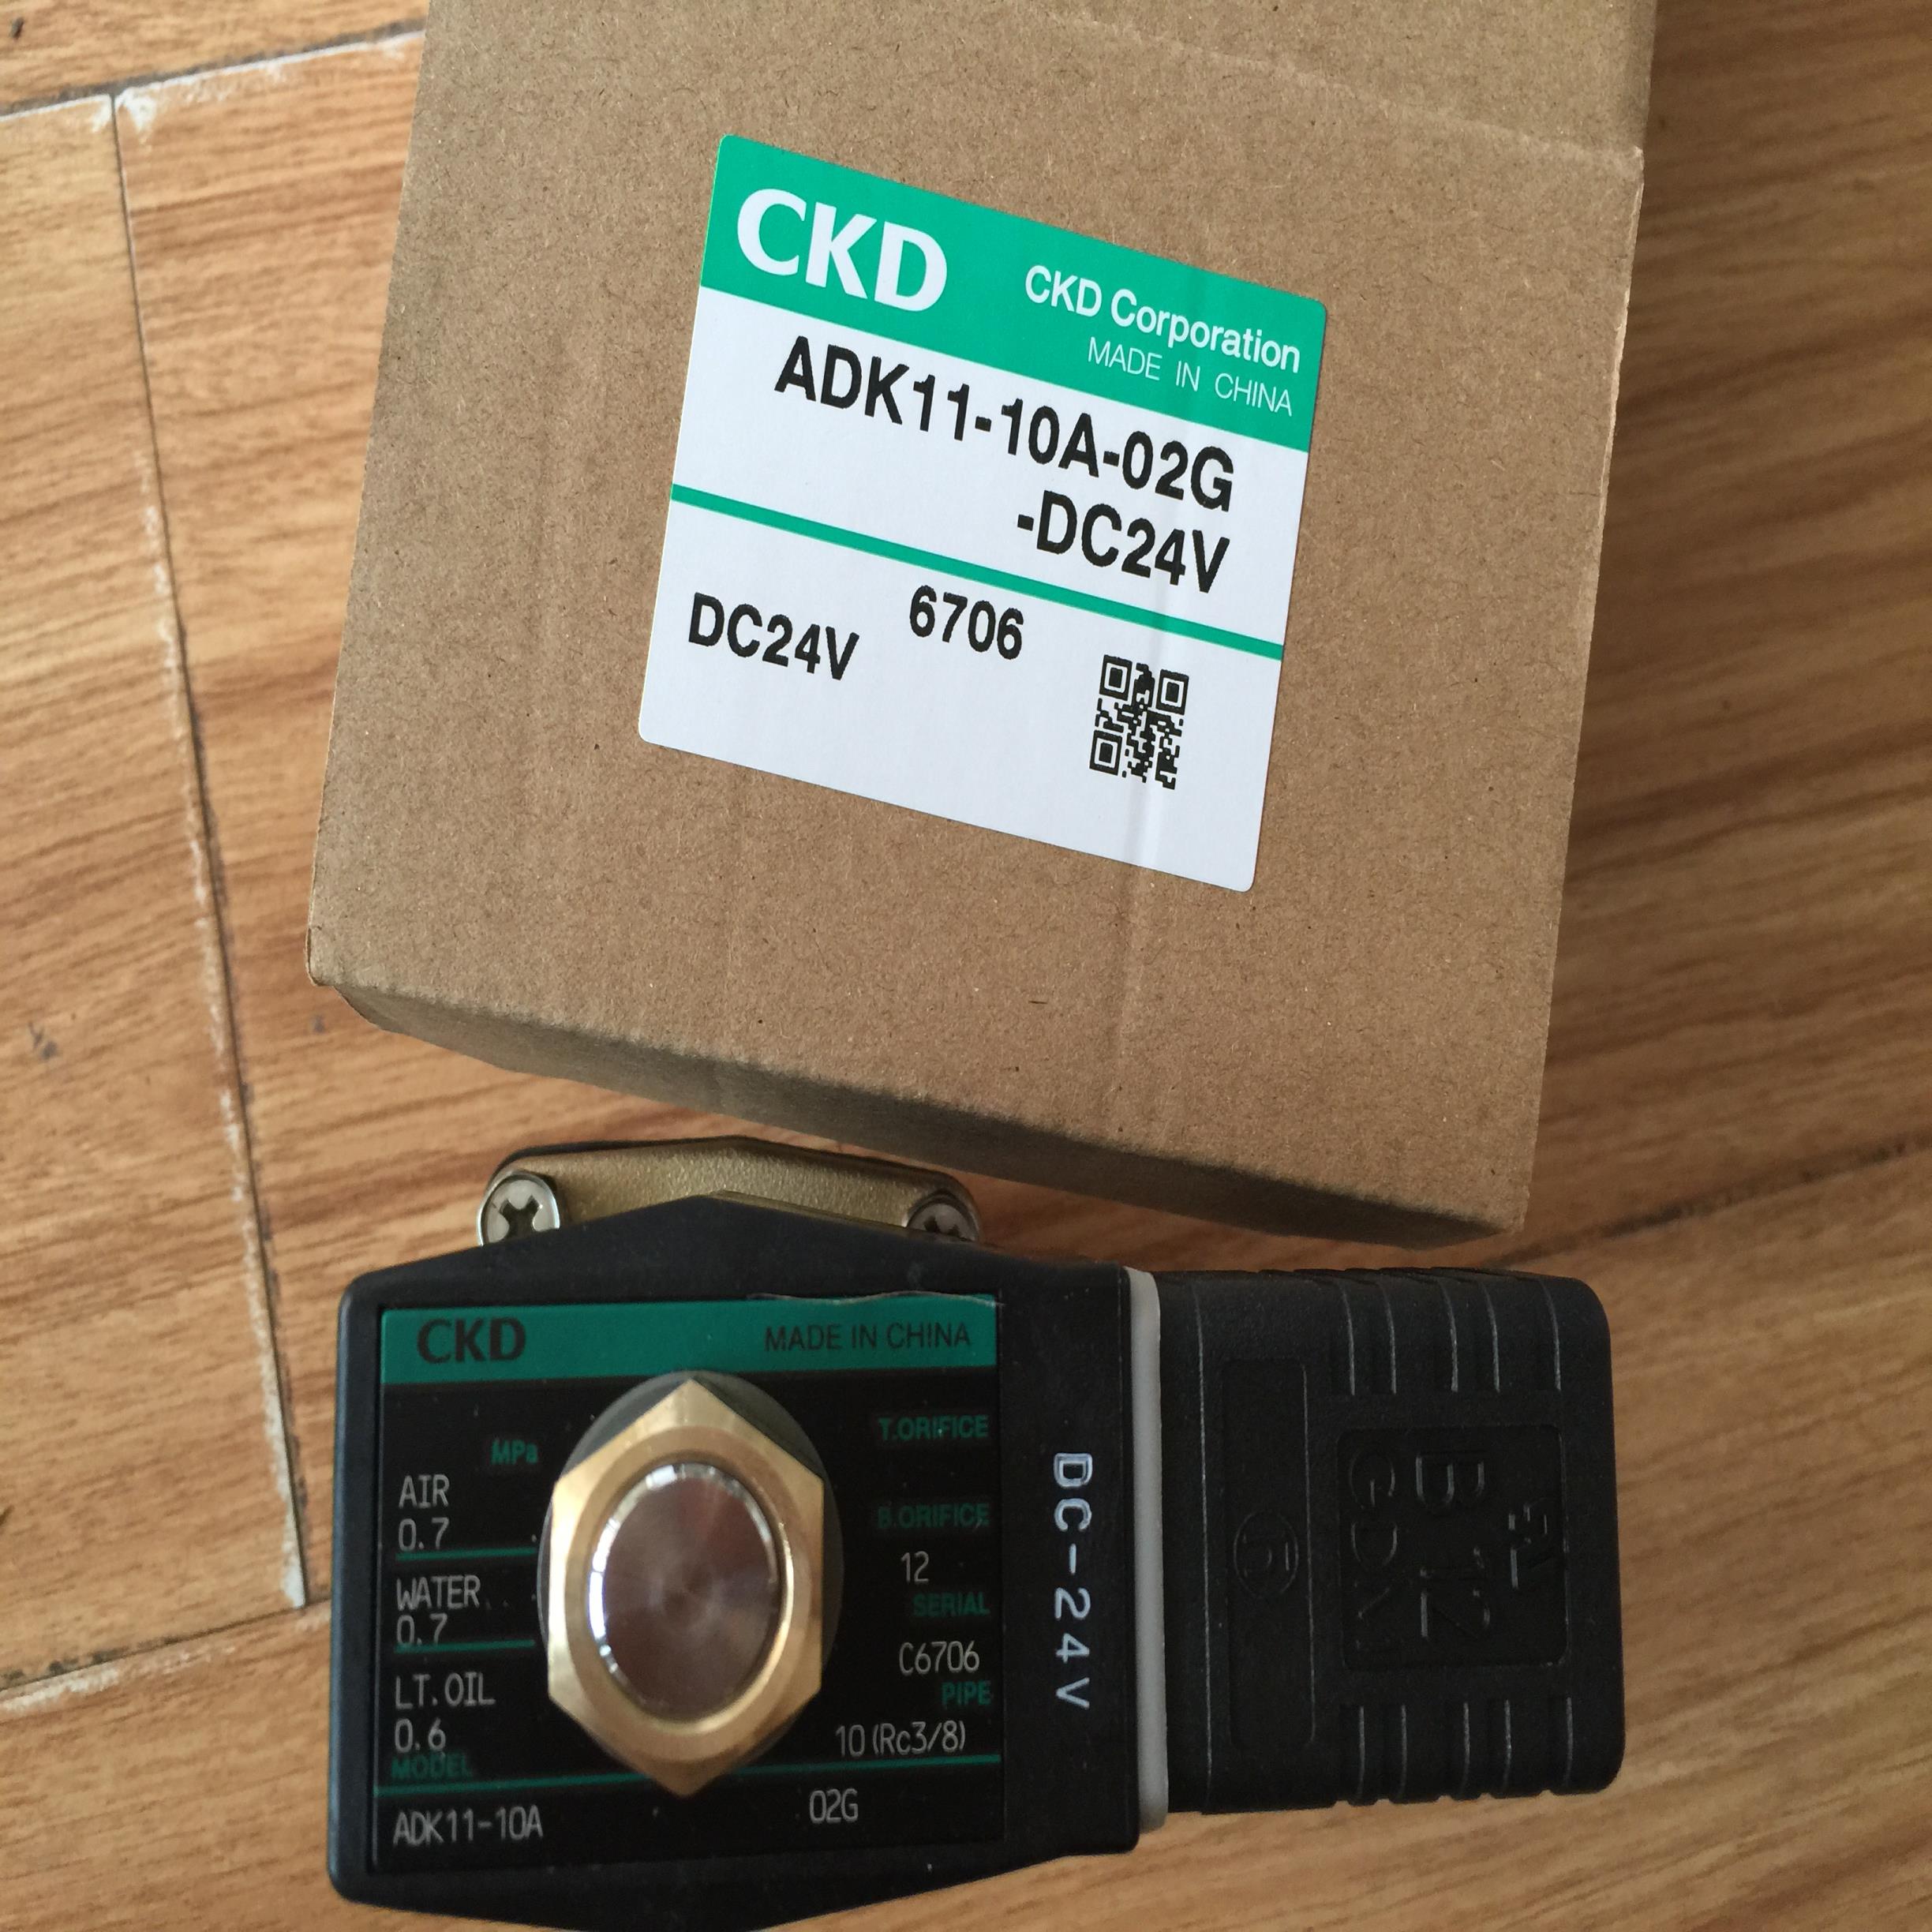 CKD
CKD Corporation
MADE IN CHINA
ADK11-10A-02G
-DC24V
6706
DC24V
CKD
MADE IN CHINA
MPa
AIR
0.7
WATER
0.7
LT.OIL
0.6
MODEL
ADK11-10A
02G
T.ORIFICE
B.ORIFICE
12
SERIAL
C6706
PIPE
10 (Rc3/8)
DC-24V
B12